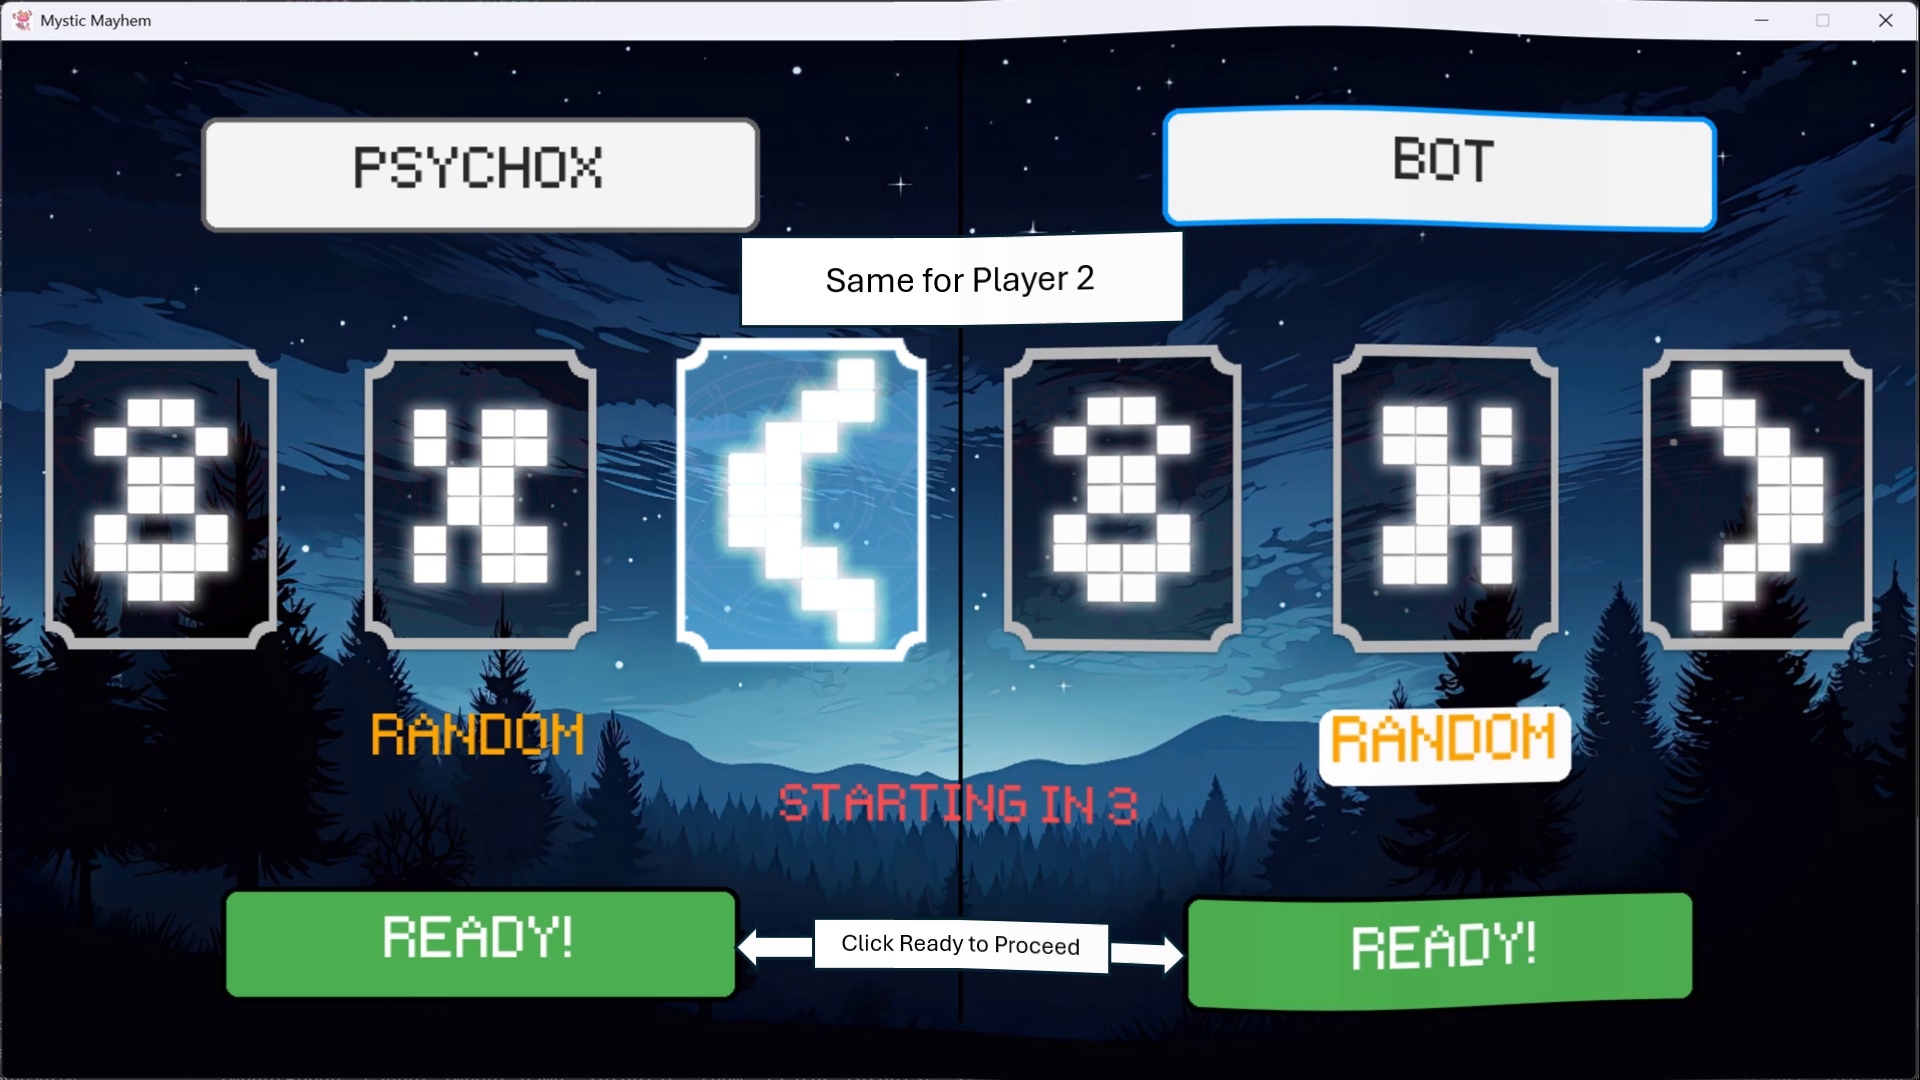 Mystic Mayhem
PSYCHOX
BOT
Same for Player 2
RANDOM
RANDOM
STARTING IN 3
READY!
Click Ready to Proceed
READY!